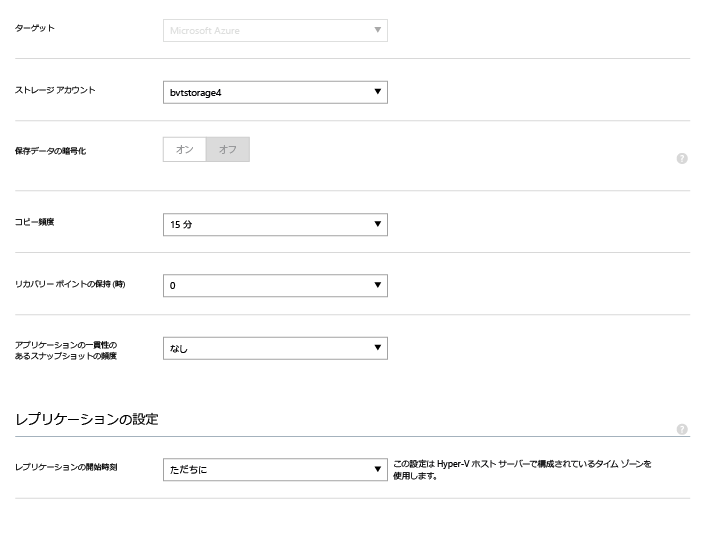 ターゲット
Microsoft Azure
ストレージ アカウント
bvtstorage4
保存データの暗号化
オン オフ
?
コピー頻度
15 分
リカバリー ポイントの保持 (時)
0
アプリケーションの一貫性の
あるスナップショットの頻度
なし
レプリケーションの設定
?
レプリケーションの開始時刻
ただちに
この設定は Hyper-V ホスト サーバーで構成されているタイム ゾーンを
使用します。